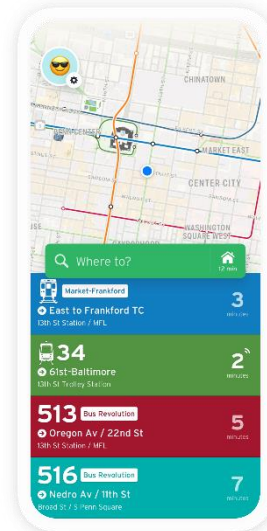 CHINATOWN
PENN CENTER
MARKET EAST
CENTER CITY
WASHINGTON
SQUARE WEST
Where to?
12 min
Market-Frankford
East to Frankford TC
13th St Station / MFL
3
minutes
34
61st-Baltimore
13th St Trolley Station
2
minutes
513 Bus Revolution
Oregon Av / 22nd St
13th St Station / MFL
5
minutes
516 Bus Revolution
Nedro Av / 11th St
Broad St / S Penn Square
7
minutes